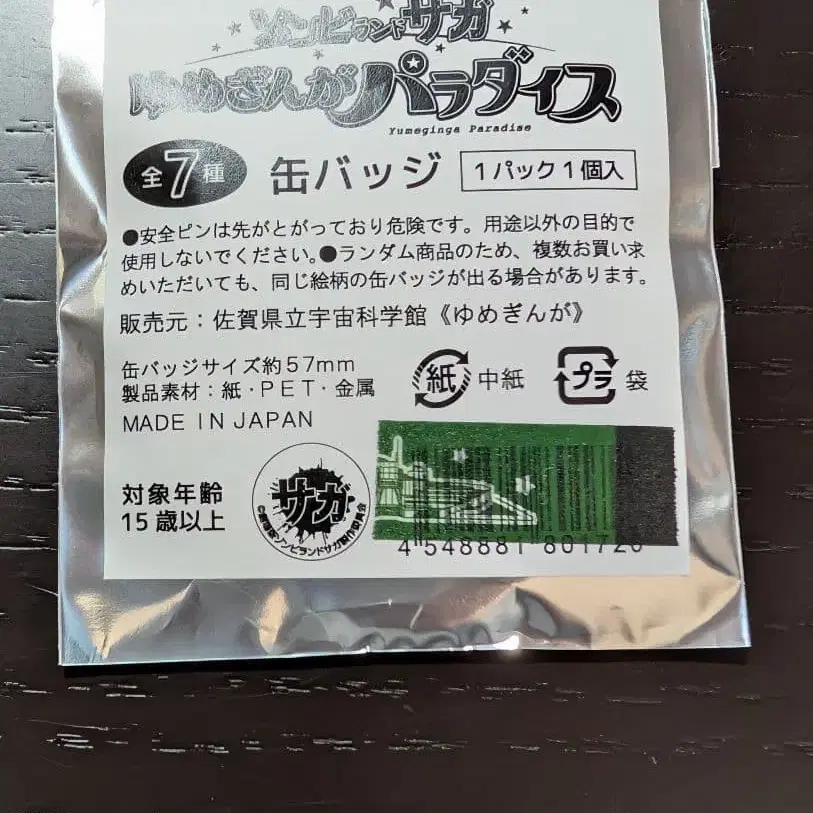 ゾンビランドサガ
ゆめぎんがパラダイス
Yumeginga Paradise
全7種
缶バッジ
1パック1個入
●安全ピンは先がとがっており危険です。用途以外の目的で
使用しないでください。●ランダム商品のため、複数お買い求
めいただいても、同じ絵柄の缶バッジが出る場合があります。
販売元：佐賀県立宇宙科学館《ゆめぎんが》
缶バッジサイズ約57mm
製品素材：紙・PET・金属
MADE IN JAPAN
紙 中紙
プラ 袋
対象年齢
15歳以上
サガ
4 548881 801720